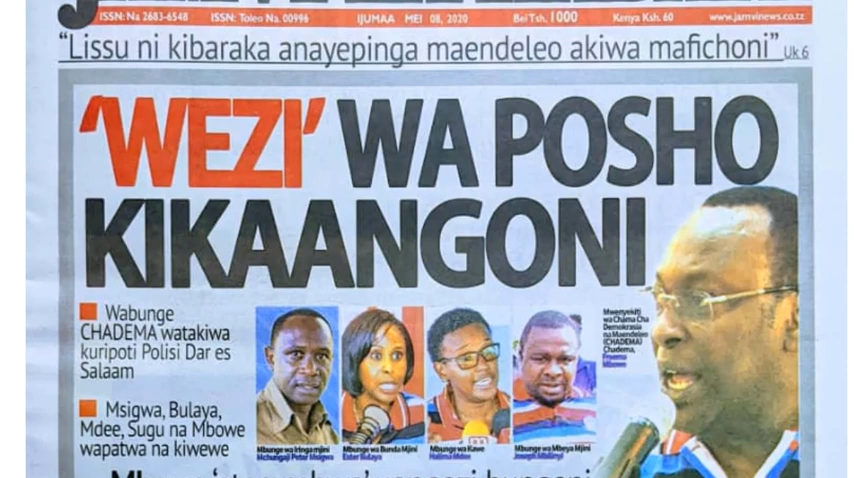 ISSN: Na 2683-6548 ISSN: Toleo Na. 00996 IJUMAA MEI 08, 2020 Bei Tsh. 1000 Kenya Ksh. 60 www.jamvinews.co.tz
“Lissu ni kibaraka anayepinga maendeleo akiwa mafichoni” Uk 6
‘WEZI’ WA POSHO
KIKAANGONI
Wabunge
CHADEMA watakiwa
kuripoti Polisi Dar es
Salaam
Msigwa, Bulaya,
Mdee, Sugu na Mbowe
wapatwa na kiwewe
Mbunge wa Iringa mjini
Mchungaji Peter Msigwa
Mbunge wa Bunda Mjini
Ester Bulaya
Mbunge wa Kawe
Halima Mdee
Mbunge wa Mbeya Mjini
Joseph Mbilinyi
Mwenyekiti
wa Chama Cha
Demokrasia
na Maendeleo
(CHADEMA)
Chadema,
Freeman
Mbowe